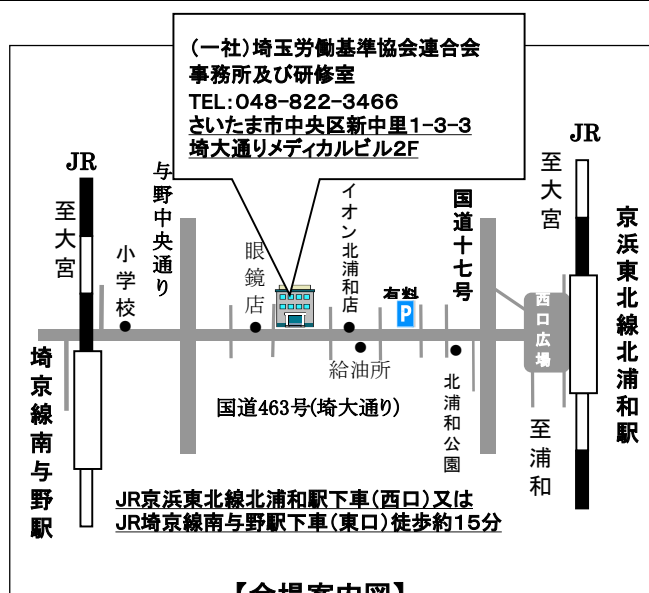 （一社）埼玉労働基準協会連合会
事務所及び研修室
TEL：048-822-3466
さいたま市中央区新中里1-3-3
埼大通りメディカルビル2F
JR
至大宮
小学校
与野中央通り
眼鏡店
イオン北浦和店
有料
P
国道十七号
JR
至大宮
京浜東北線北浦和駅
西口広場
給油所
北浦和公園
至浦和
埼京線南与野駅
国道463号(埼大通り)
JR京浜東北線北浦和駅下車（西口）又は
JR埼京線南与野駅下車（東口）徒歩約15分
【会場案内図】